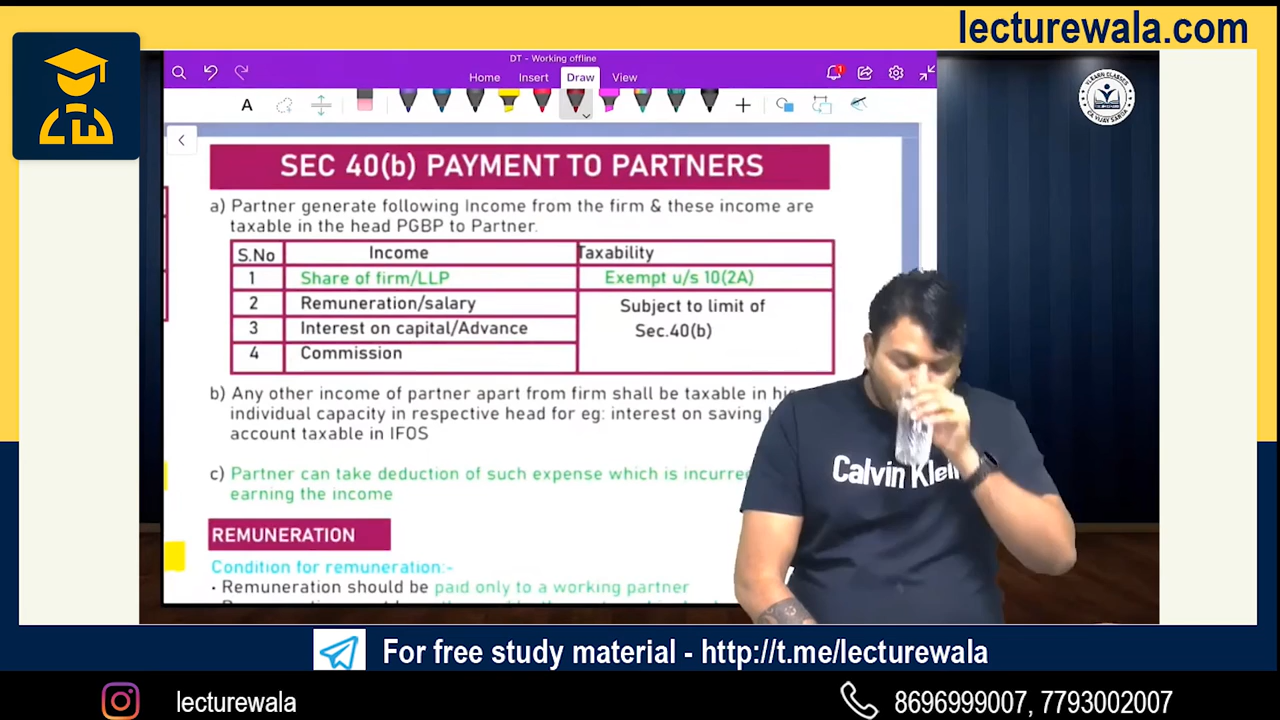 lecturewala.com
DT - Working offline
Home Insert Draw View
1
A
SEC 40(b) PAYMENT TO PARTNERS
a) Partner generate following Income from the firm & these income are
taxable in the head PGBP to Partner.
S.No Income Taxability
1 Share of firm/LLP Exempt u/s 10(2A)
2 Remuneration/salary Subject to limit of
3 Interest on capital/Advance Sec.40(b)
4 Commission
b) Any other income of partner apart from firm shall be taxable in his
individual capacity in respective head for eg: interest on saving
account taxable in IFOS
c) Partner can take deduction of such expense which is incurred
earning the income
REMUNERATION
Condition for remuneration:-
· Remuneration should be paid only to a working partner
Calvin Klein
CA VIJAY SARDA
For free study material - http://t.me/lecturewala
lecturewala
8696999007, 7793002007